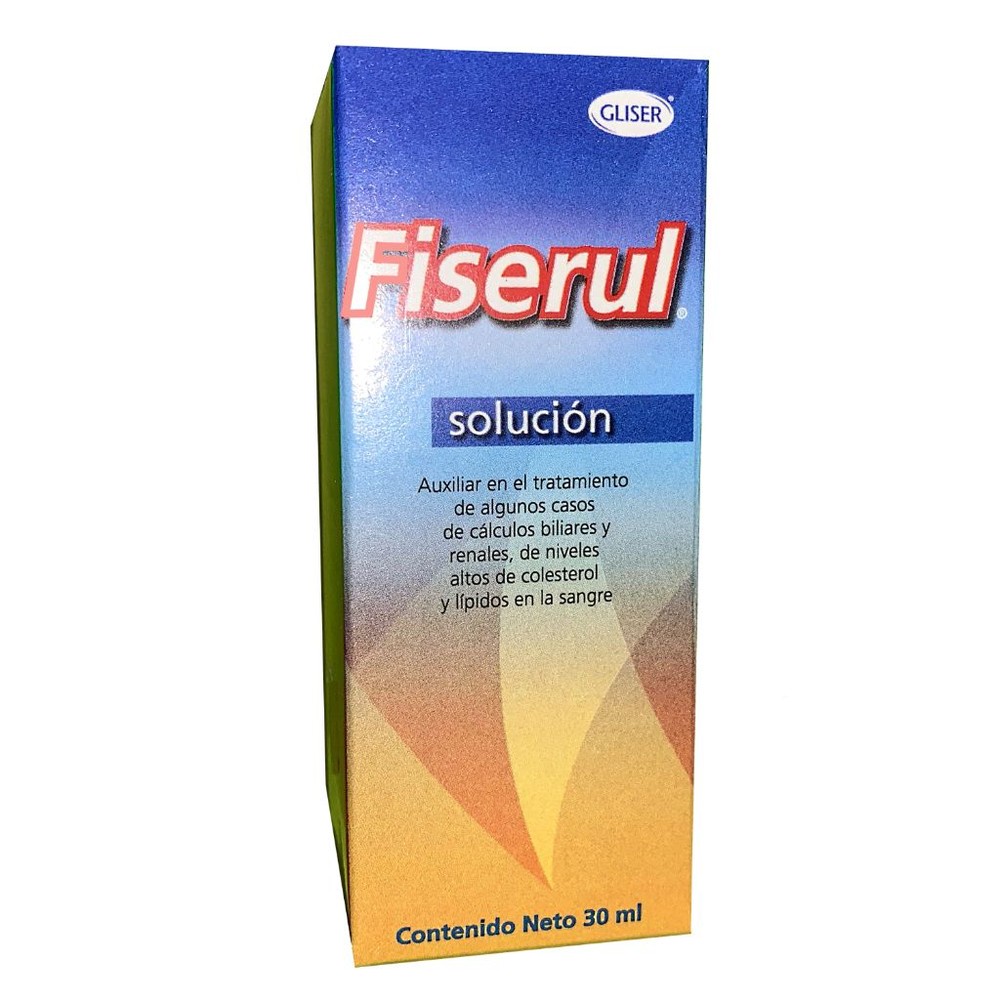 GLISER®
Fiserul®
solución
Auxiliar en el tratamiento
de algunos casos
de cálculos biliares y
renales, de niveles
altos de colesterol
y lípidos en la sangre
Contenido Neto 30 ml